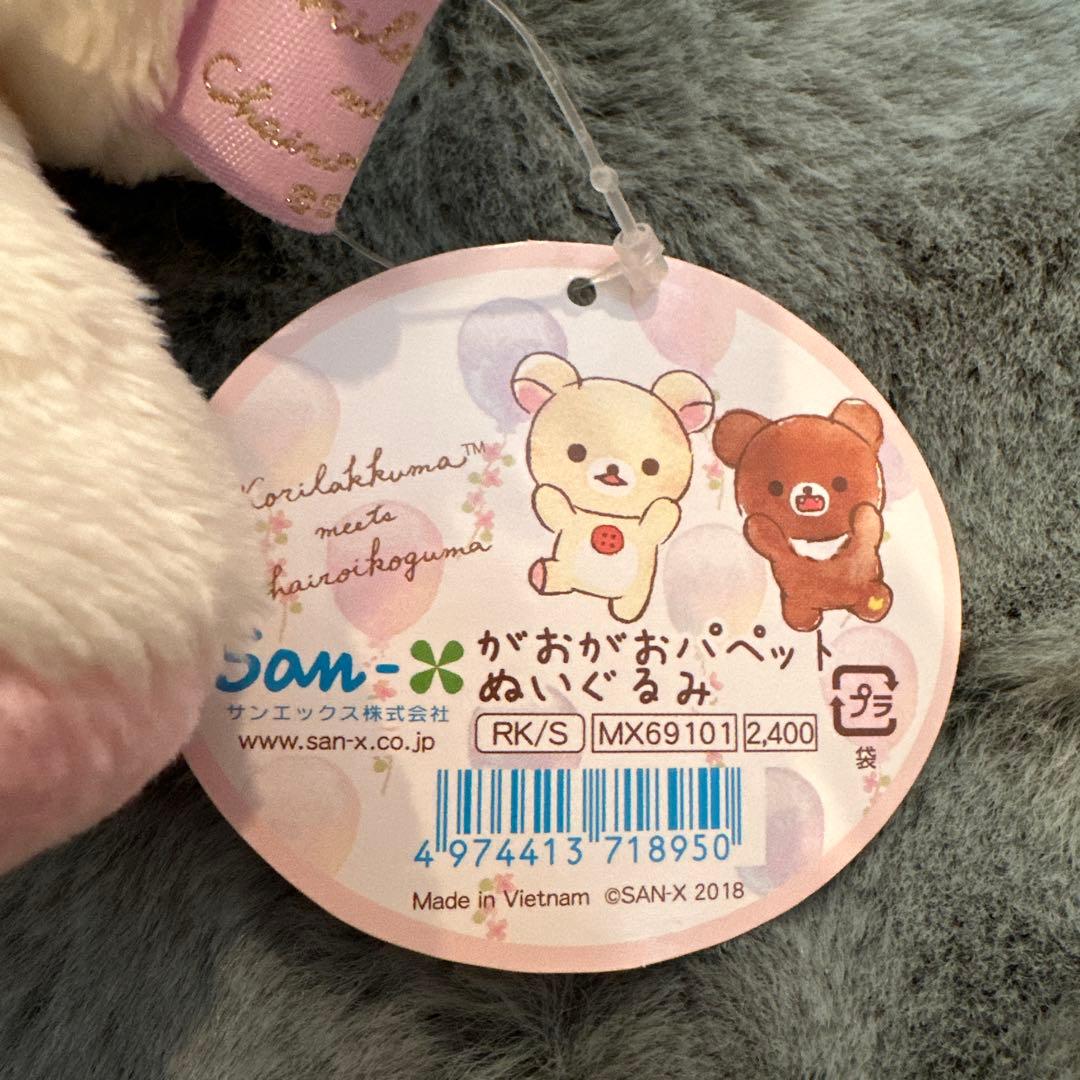 Korilakkuma™
meets
hairoikoguma
San-X
サンエックス株式会社
www.san-x.co.jp
がおがおパペット
ぬいぐるみ
RK/S MX69101 2,400
プラ
袋
4 974413 718950
Made in Vietnam ©SAN-X 2018